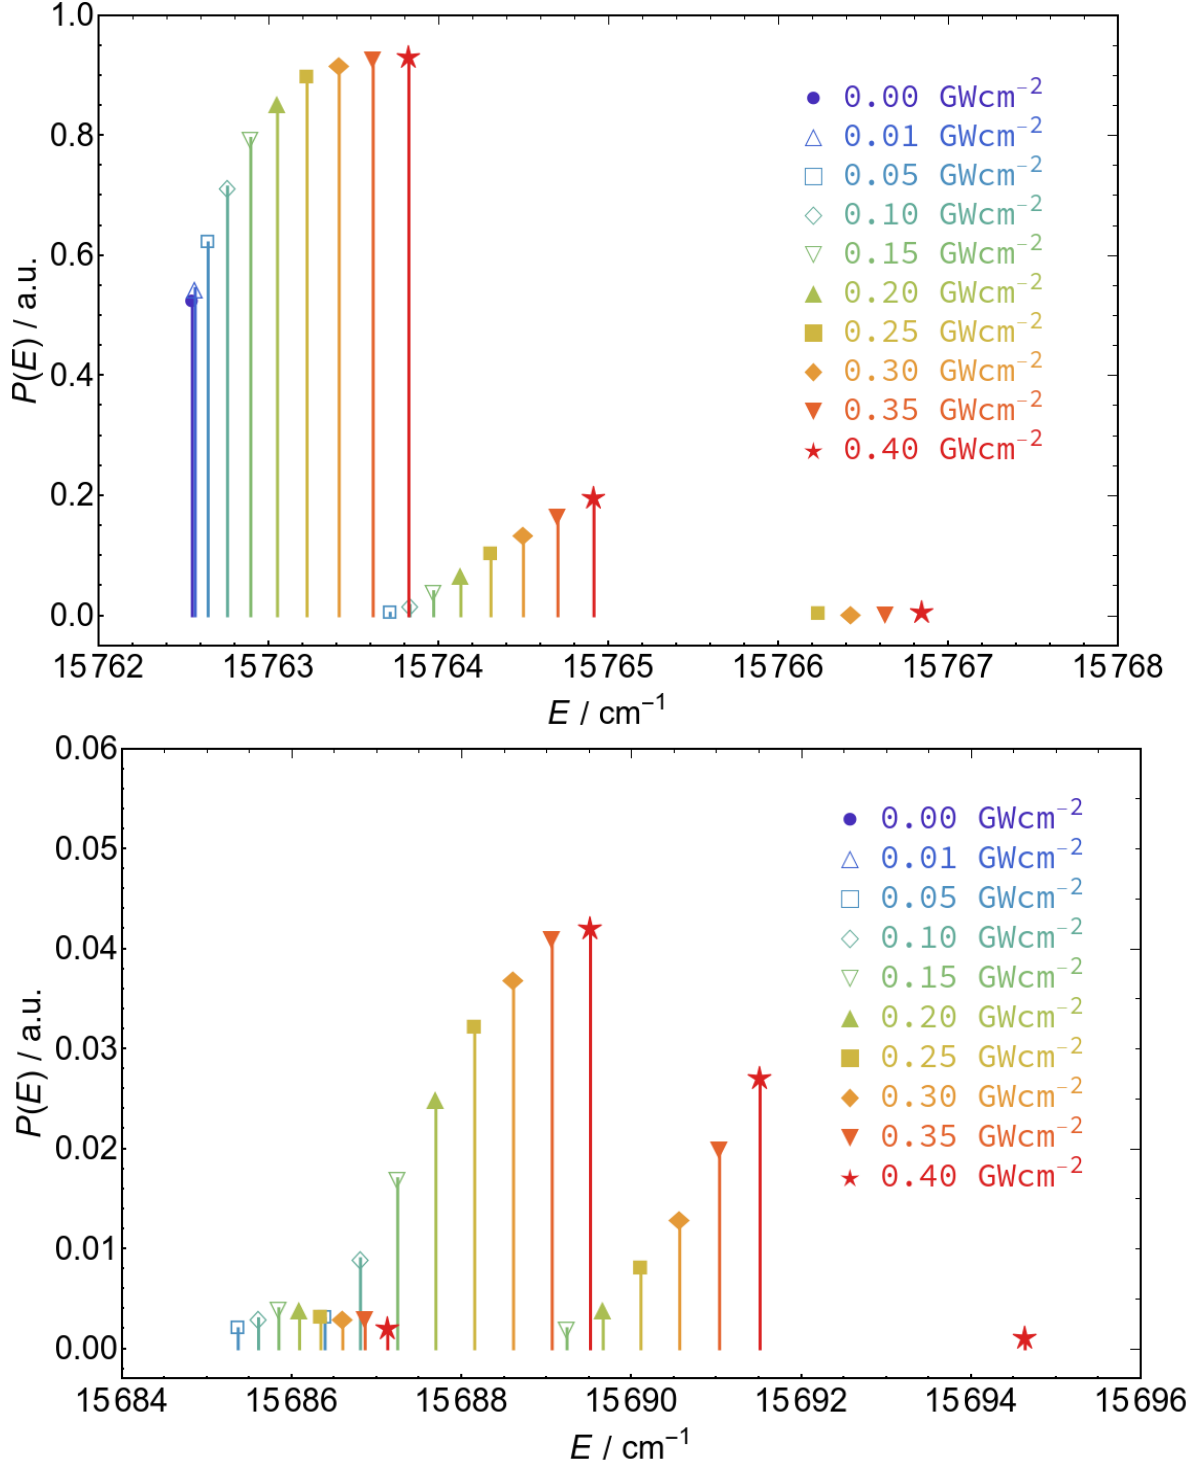 1.0
0.8
0.6
0.4
0.2
0.0
P(E) / a.u.
0.00 GWcm⁻²
0.01 GWcm⁻²
0.05 GWcm⁻²
0.10 GWcm⁻²
0.15 GWcm⁻²
0.20 GWcm⁻²
0.25 GWcm⁻²
0.30 GWcm⁻²
0.35 GWcm⁻²
0.40 GWcm⁻²
15762 15763 15764 15765 15766 15767 15768
E / cm⁻¹
0.06
0.05
0.04
0.03
0.02
0.01
0.00
P(E) / a.u.
0.00 GWcm⁻²
0.01 GWcm⁻²
0.05 GWcm⁻²
0.10 GWcm⁻²
0.15 GWcm⁻²
0.20 GWcm⁻²
0.25 GWcm⁻²
0.30 GWcm⁻²
0.35 GWcm⁻²
0.40 GWcm⁻²
15684 15686 15688 15690 15692 15694 15696
E / cm⁻¹